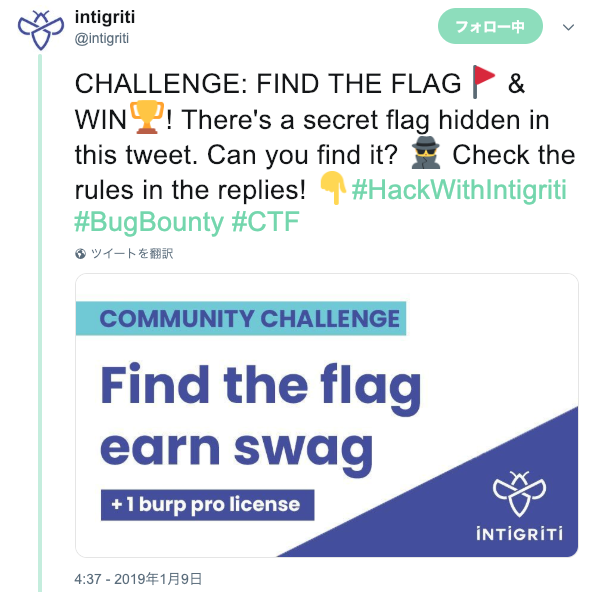 intigriti
@intigriti
フォロー中
CHALLENGE: FIND THE FLAG 🚩 &
WIN🏆! There's a secret flag hidden in
this tweet. Can you find it? 🕵️ Check the
rules in the replies! 👇#HackWithIntigriti
#BugBounty #CTF
ツイートを翻訳
COMMUNITY CHALLENGE
Find the flag
earn swag
+ 1 burp pro license
iNTiGRiTi
4:37 - 2019年1月9日